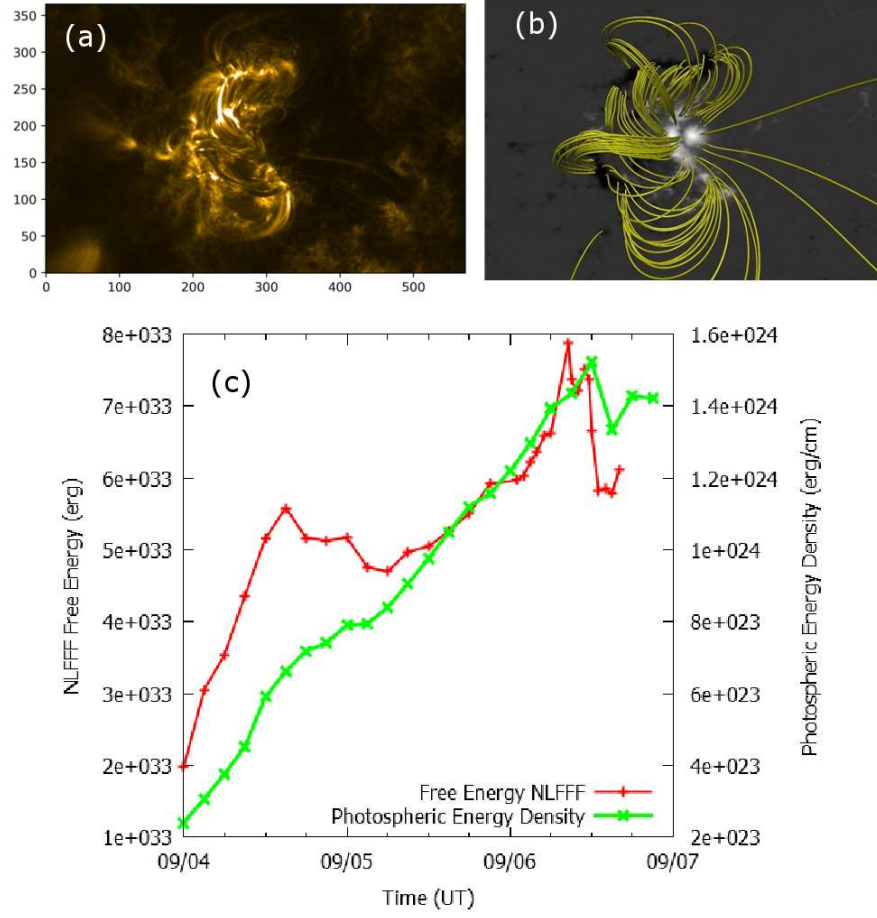 (a)
350
300
250
200
150
100
50
0
0 100 200 300 400 500
(b)
(c)
8e+033
7e+033
6e+033
5e+033
4e+033
3e+033
2e+033
1e+033
NLFFF Free Energy (erg)
1.6e+024
1.4e+024
1.2e+024
1e+024
8e+023
6e+023
4e+023
2e+023
Photospheric Energy Density (erg/cm)
Free Energy NLFFF
Photospheric Energy Density
09/04 09/05 09/06 09/07
Time (UT)